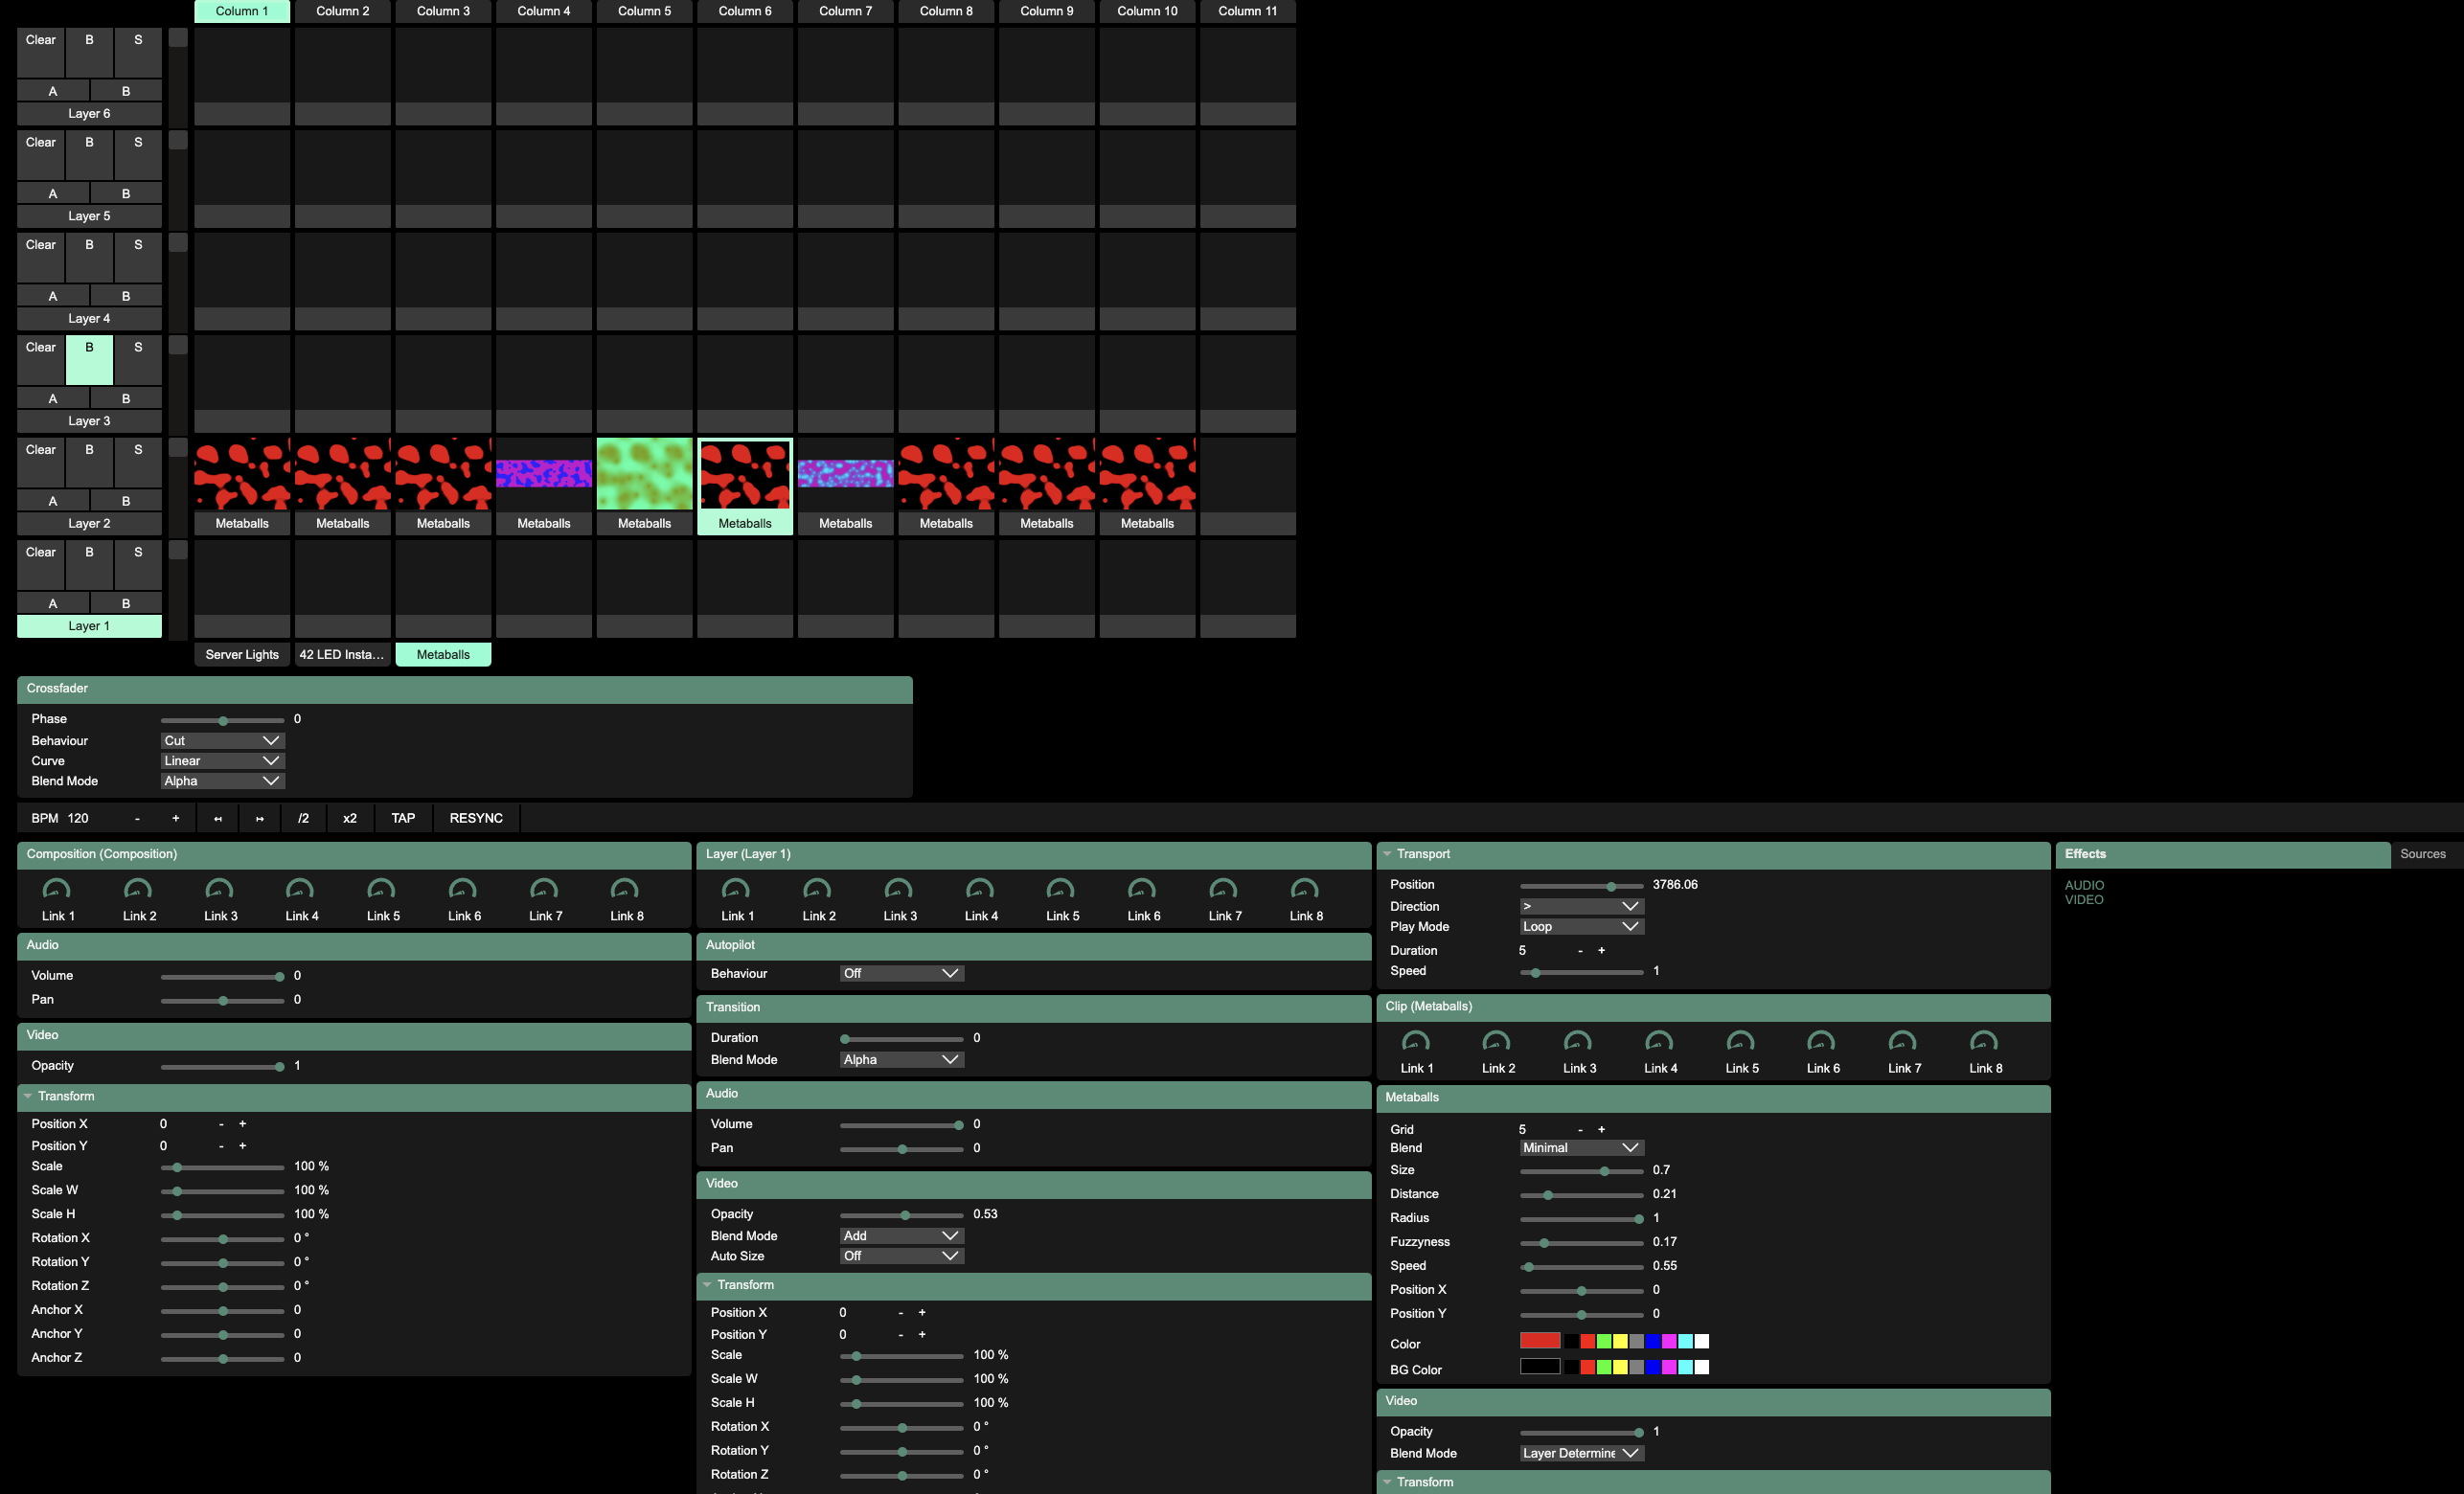 Column 1 Column 2 Column 3 Column 4 Column 5 Column 6 Column 7 Column 8 Column 9 Column 10 Column 11
Clear B S
A B
Layer 6
Clear B S
A B
Layer 5
Clear B S
A B
Layer 4
Clear B S
A B
Layer 3
Clear B S
A B
Layer 2 Metaballs Metaballs Metaballs Metaballs Metaballs Metaballs Metaballs Metaballs Metaballs Metaballs
Clear B S
A B
Layer 1
Server Lights 42 LED Insta... Metaballs
Crossfader
Phase 0
Behaviour Cut
Curve Linear
Blend Mode Alpha
BPM 120 - + ↤ ↦ /2 x2 TAP RESYNC
Composition (Composition)
Link 1 Link 2 Link 3 Link 4 Link 5 Link 6 Link 7 Link 8
Audio
Volume 0
Pan 0
Video
Opacity 1
Transform
Position X 0 - +
Position Y 0 - +
Scale 100 %
Scale W 100 %
Scale H 100 %
Rotation X 0 °
Rotation Y 0 °
Rotation Z 0 °
Anchor X 0
Anchor Y 0
Anchor Z 0
Layer (Layer 1)
Link 1 Link 2 Link 3 Link 4 Link 5 Link 6 Link 7 Link 8
Autopilot
Behaviour Off
Transition
Duration 0
Blend Mode Alpha
Audio
Volume 0
Pan 0
Video
Opacity 0.53
Blend Mode Add
Auto Size Off
Transform
Position X 0 - +
Position Y 0 - +
Scale 100 %
Scale W 100 %
Scale H 100 %
Rotation X 0 °
Rotation Y 0 °
Rotation Z 0 °
Transport
Position 3786.06
Direction >
Play Mode Loop
Duration 5 - +
Speed 1
Clip (Metaballs)
Link 1 Link 2 Link 3 Link 4 Link 5 Link 6 Link 7 Link 8
Metaballs
Grid 5 - +
Blend Minimal
Size 0.7
Distance 0.21
Radius 1
Fuzzyness 0.17
Speed 0.55
Position X 0
Position Y 0
Color
BG Color
Video
Opacity 1
Blend Mode Layer Determine
Transform
Effects Sources
AUDIO
VIDEO